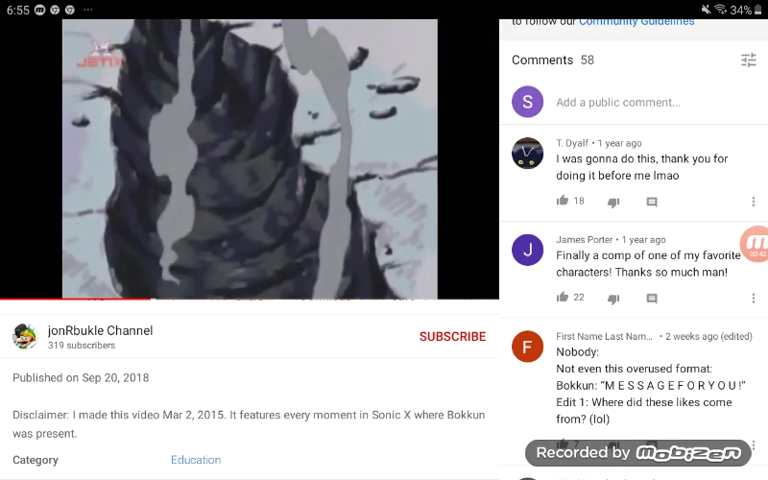 6:55
34%
JETIX
to follow our Community Guidelines
Comments 58
S
Add a public comment...
T. Dyalf • 1 year ago
I was gonna do this, thank you for
doing it before me lmao
18
J
James Porter • 1 year ago
Finally a comp of one of my favorite
characters! Thanks so much man!
22
00:42
F
First Name Last Nam... • 2 weeks ago (edited)
Nobody:
Not even this overused format:
Bokkun: “M E S S A G E F O R Y O U !”
Edit 1: Where did these likes come
from? (lol)
7
jonRbukle Channel
319 subscribers
SUBSCRIBE
Published on Sep 20, 2018
Disclaimer: I made this video Mar 2, 2015. It features every moment in Sonic X where Bokkun
was present.
Category Education
Recorded by mobizen